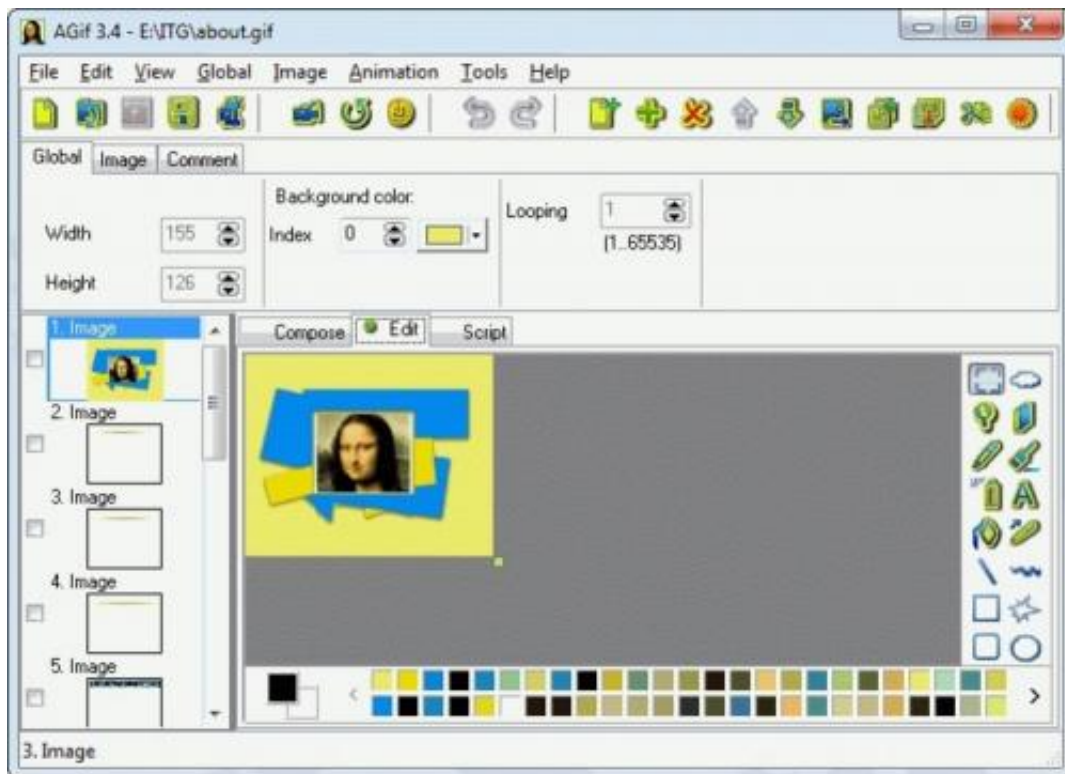 AGif 3.4 - E:\ITG\about.gif
File Edit View Global Image Animation Tools Help
Global Image Comment
Background color:
Looping 1
Width 155 Index 0
(1..65535)
Height 126
1. Image
Compose Edit Script
2. Image
3. Image
4. Image
5. Image
3. Image